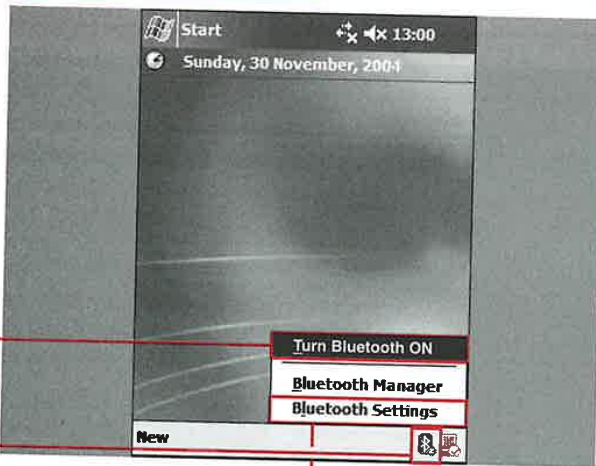 Start 13:00
Sunday, 30 November, 2004
Turn Bluetooth ON
Bluetooth Manager
Bluetooth Settings
New